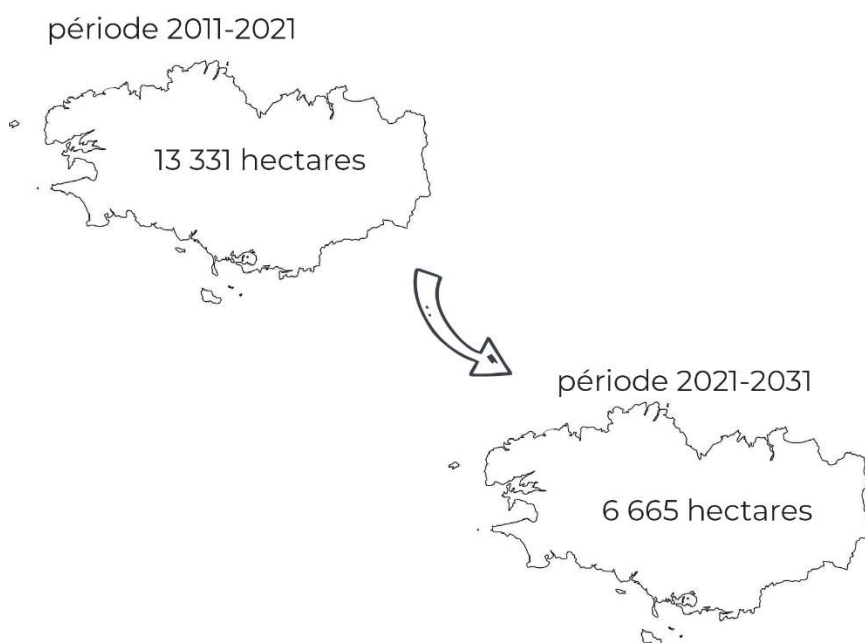 période 2011-2021
13 331 hectares
période 2021-2031
6 665 hectares